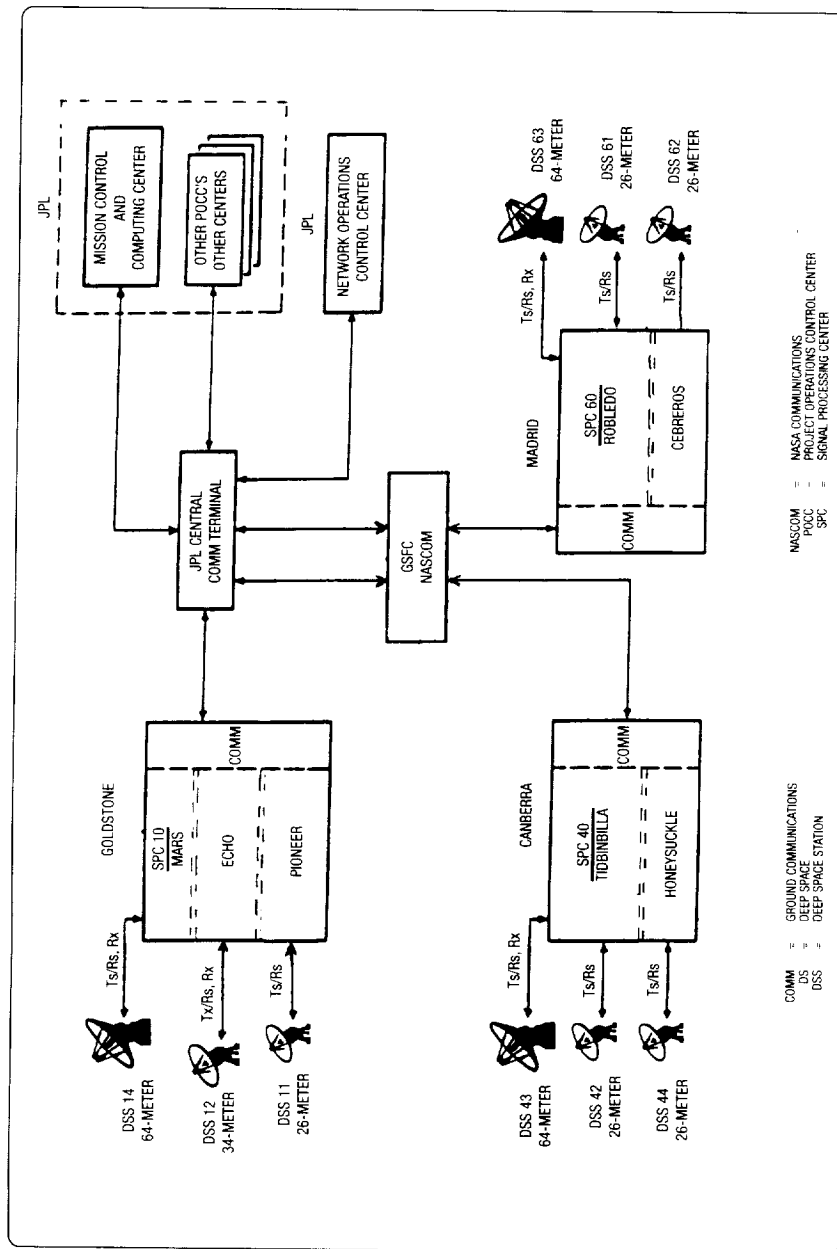 JPL
MISSION CONTROL
AND
COMPUTING CENTER
OTHER POCC'S
OTHER CENTERS
JPL
NETWORK OPERATIONS
CONTROL CENTER
JPL CENTRAL
COMM TERMINAL
GSFC
NASCOM
GOLDSTONE
SPC 10
MARS
ECHO
PIONEER
COMM
DSS 14
64-METER
Ts/Rs, Rx
DSS 12
34-METER
Tx/Rs, Rx
DSS 11
26-METER
Ts/Rs
CANBERRA
SPC 40
TIDBINBILLA
HONEYSUCKLE
COMM
DSS 43
64-METER
Ts/Rs, Rx
DSS 42
26-METER
Ts/Rs
DSS 44
26-METER
Ts/Rs
MADRID
SPC 60
ROBLEDO
CEBREROS
COMM
DSS 63
64-METER
Ts/Rs, Rx
DSS 61
26-METER
Ts/Rs
DSS 62
26-METER
Ts/Rs
COMM = GROUND COMMUNICATIONS
DS = DEEP SPACE
DSS = DEEP SPACE STATION
NASCOM = NASA COMMUNICATIONS
POCC - PROJECT OPERATIONS CONTROL CENTER
SPC = SIGNAL PROCESSING CENTER